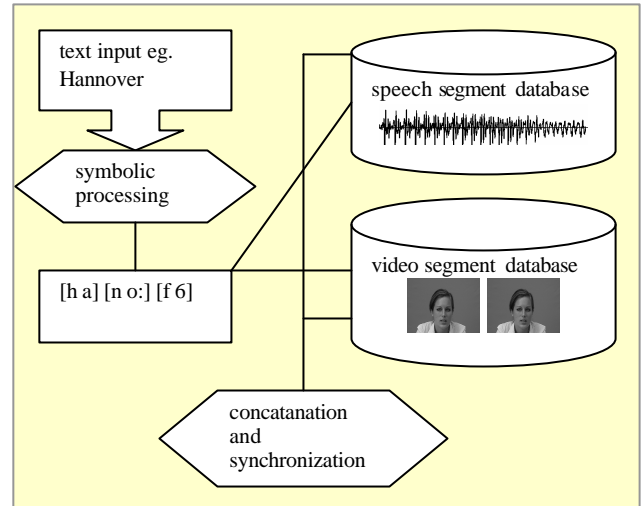 text input eg.
Hannover
speech segment database
symbolic
processing
video segment database
[h a] [n o:] [f 6]
concatanation
and
synchronization